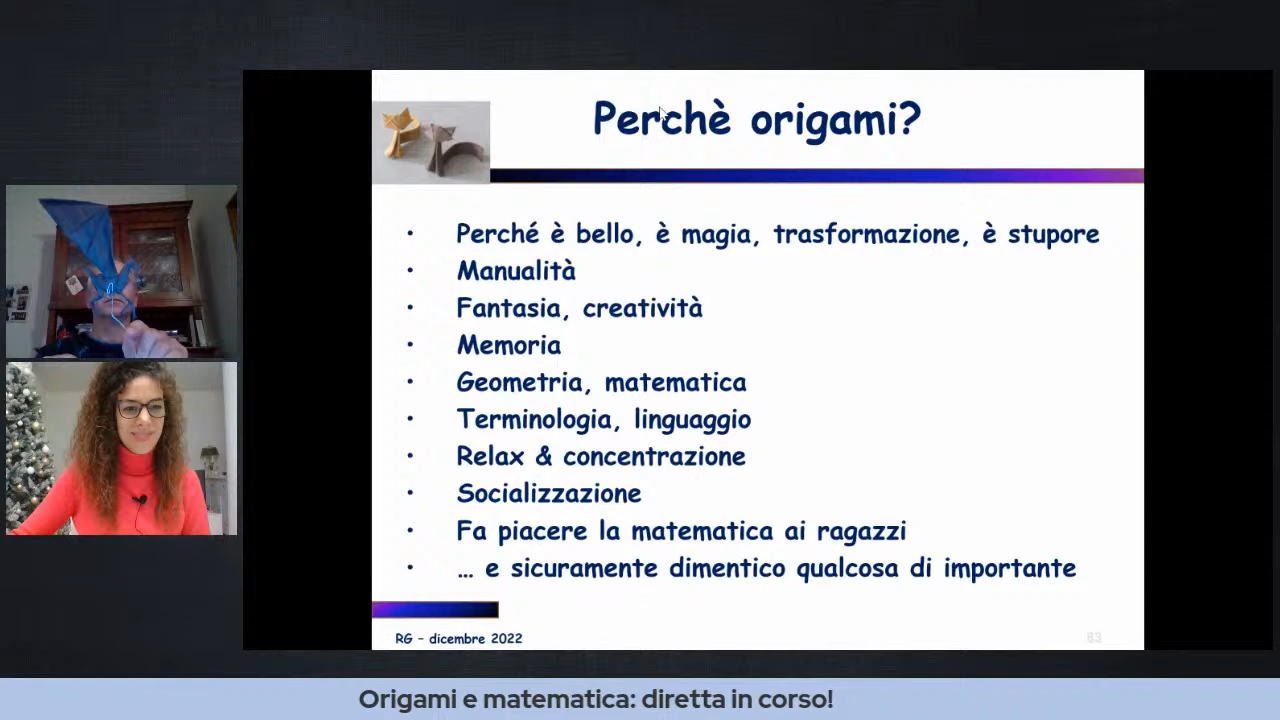 Perchè origami?
• Perché è bello, è magia, trasformazione, è stupore
• Manualità
• Fantasia, creatività
• Memoria
• Geometria, matematica
• Terminologia, linguaggio
• Relax & concentrazione
• Socializzazione
• Fa piacere la matematica ai ragazzi
• … e sicuramente dimentico qualcosa di importante
RG – dicembre 2022
83
Origami e matematica: diretta in corso!